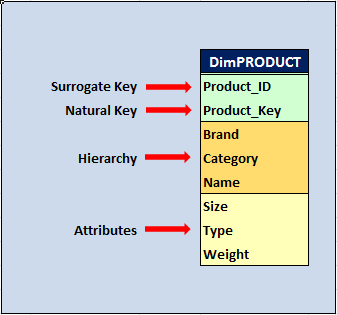 DimPRODUCT
Surrogate Key Product_ID
Natural Key Product_Key
Brand
Hierarchy Category
Name
Size
Attributes Type
Weight